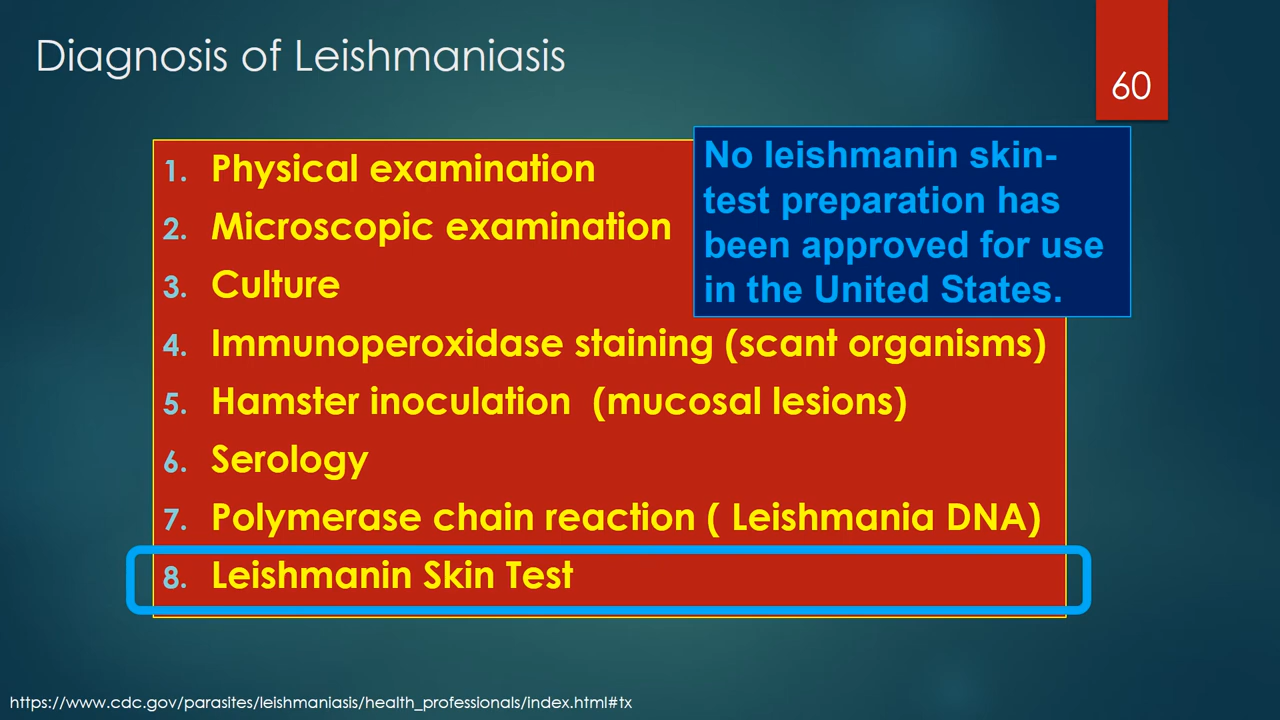 Diagnosis of Leishmaniasis
60
1. Physical examination
2. Microscopic examination
3. Culture
4. Immunoperoxidase staining (scant organisms)
5. Hamster inoculation  (mucosal lesions)
6. Serology
7. Polymerase chain reaction ( Leishmania DNA)
8. Leishmanin Skin Test
No leishmanin skin-
test preparation has
been approved for use
in the United States.
https://www.cdc.gov/parasites/leishmaniasis/health_professionals/index.html#tx